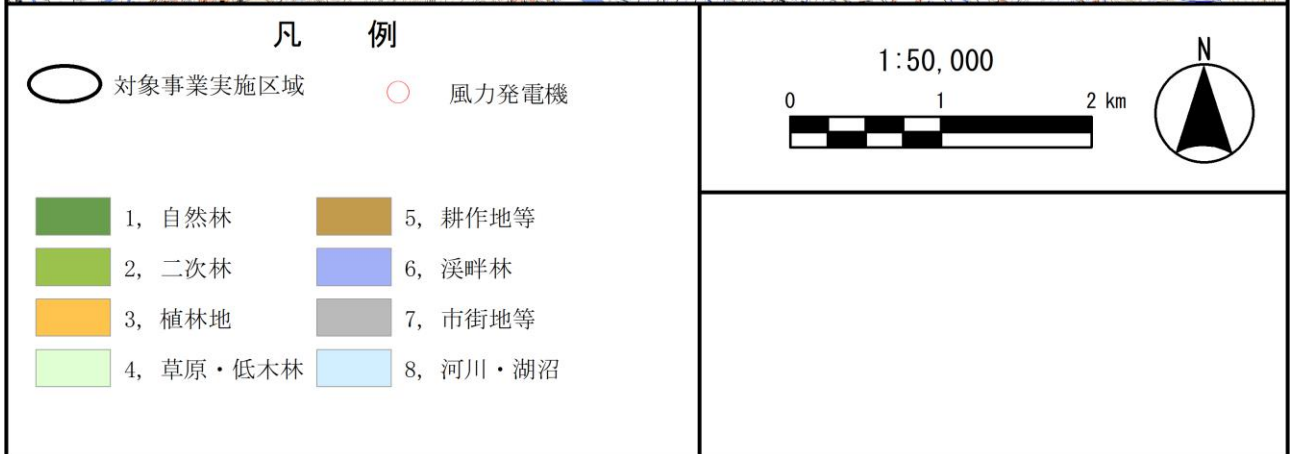 凡 例
対象事業実施区域
風力発電機
1, 自然林
2, 二次林
3, 植林地
4, 草原・低木林
5, 耕作地等
6, 渓畔林
7, 市街地等
8, 河川・湖沼
1:50,000
0 1 2 km
N